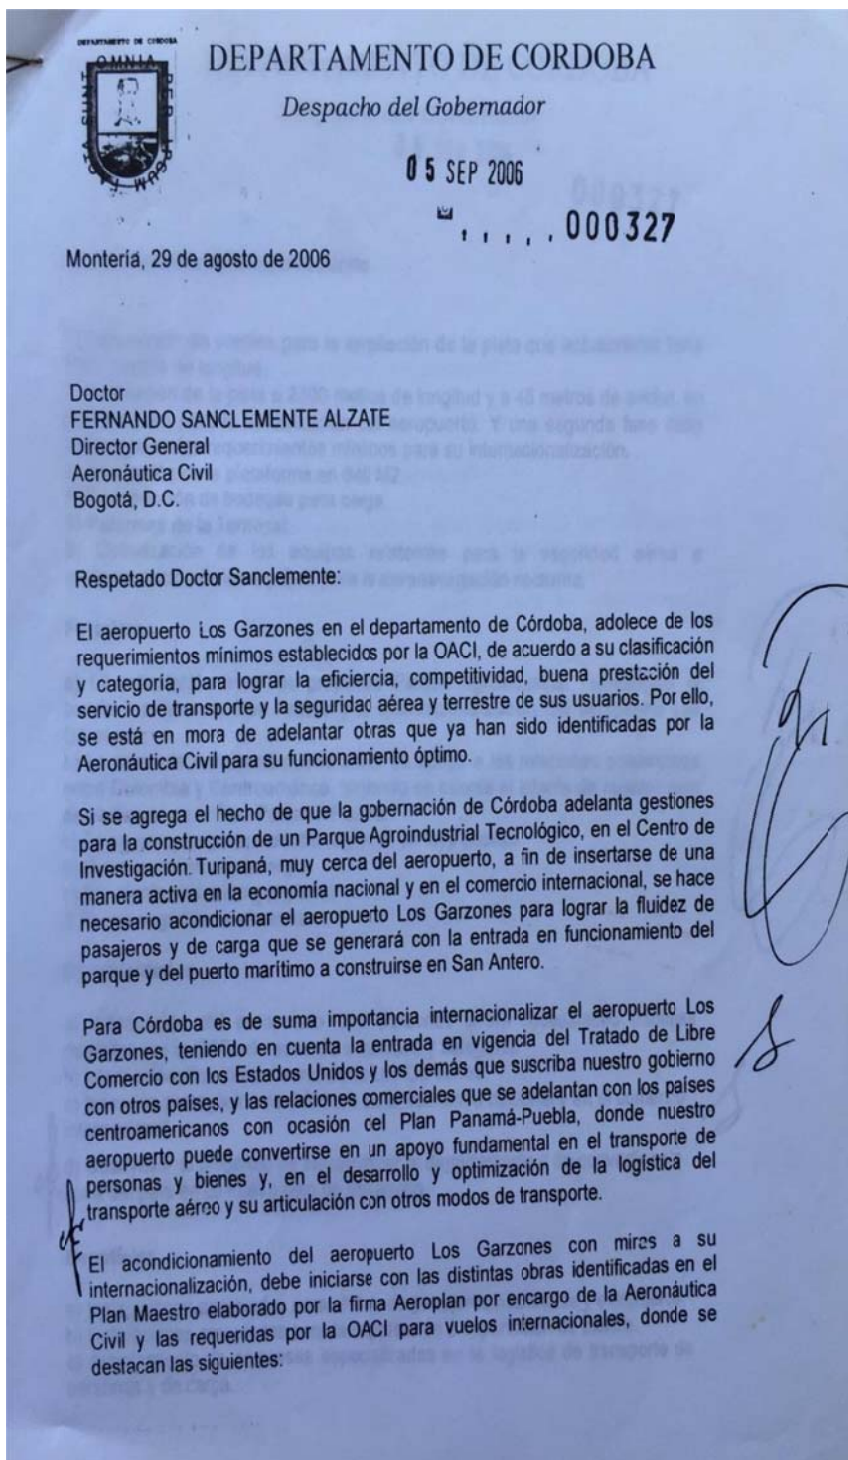 DEPARTAMENTO DE CORDOBA
OMNIA PER LEGUM
FACTA SUNT
DEPARTAMENTO DE CORDOBA
Despacho del Gobernador
05 SEP 2006
000327
Montería, 29 de agosto de 2006
Doctor
FERNANDO SANCLEMENTE ALZATE
Director General
Aeronáutica Civil
Bogotá, D.C.
Respetado Doctor Sanclemente:
El aeropuerto Los Garzones en el departamento de Córdoba, adolece de los
requerimientos mínimos establecidos por la OACI, de acuerdo a su clasificación
y categoría, para lograr la eficiercia, competitividad, buena prestación del
servicio de transporte y la seguridad aérea y terrestre de sus usuarios. Por ello,
se está en mora de adelantar obras que ya han sido identificadas por la
Aeronáutica Civil para su funcionamiento óptimo.
Si se agrega el hecho de que la gobernación de Córdoba adelanta gestiones
para la construcción de un Parque Agroindustrial Tecnológico, en el Centro de
Investigación. Turipaná, muy cerca del aeropuerto, a fin de insertarse de una
manera activa en la economía nacional y en el comercio internacional, se hace
necesario acondicionar el aeropuerto Los Garzones para lograr la fluidez de
pasajeros y de carga que se generará con la entrada en funcionamiento del
parque y del puerto marítimo a construirse en San Antero.
Para Córdoba es de suma importancia internacionalizar el aeropuerto Los
Garzones, teniendo en cuenta la entrada en vigencia del Tratado de Libre
Comercio con los Estados Unidos y los demás que suscriba nuestro gobierno
con otros países, y las relaciones comerciales que se adelantan con los países
centroamericanos con ocasión del Plan Panamá-Puebla, donde nuestro
aeropuerto puede convertirse en un apoyo fundamental en el transporte de
personas y bienes y, en el desarrollo y optimización de la logística del
transporte aéreo y su articulación con otros modos de transporte.
El acondicionamiento del aeropuerto Los Garzones con miras a su
internacionalización, debe iniciarse con las distintas obras identificadas en el
Plan Maestro elaborado por la firma Aeroplan por encargo de la Aeronáutica
Civil y las requeridas por la OACI para vuelos internacionales, donde se
destacan las siguientes: